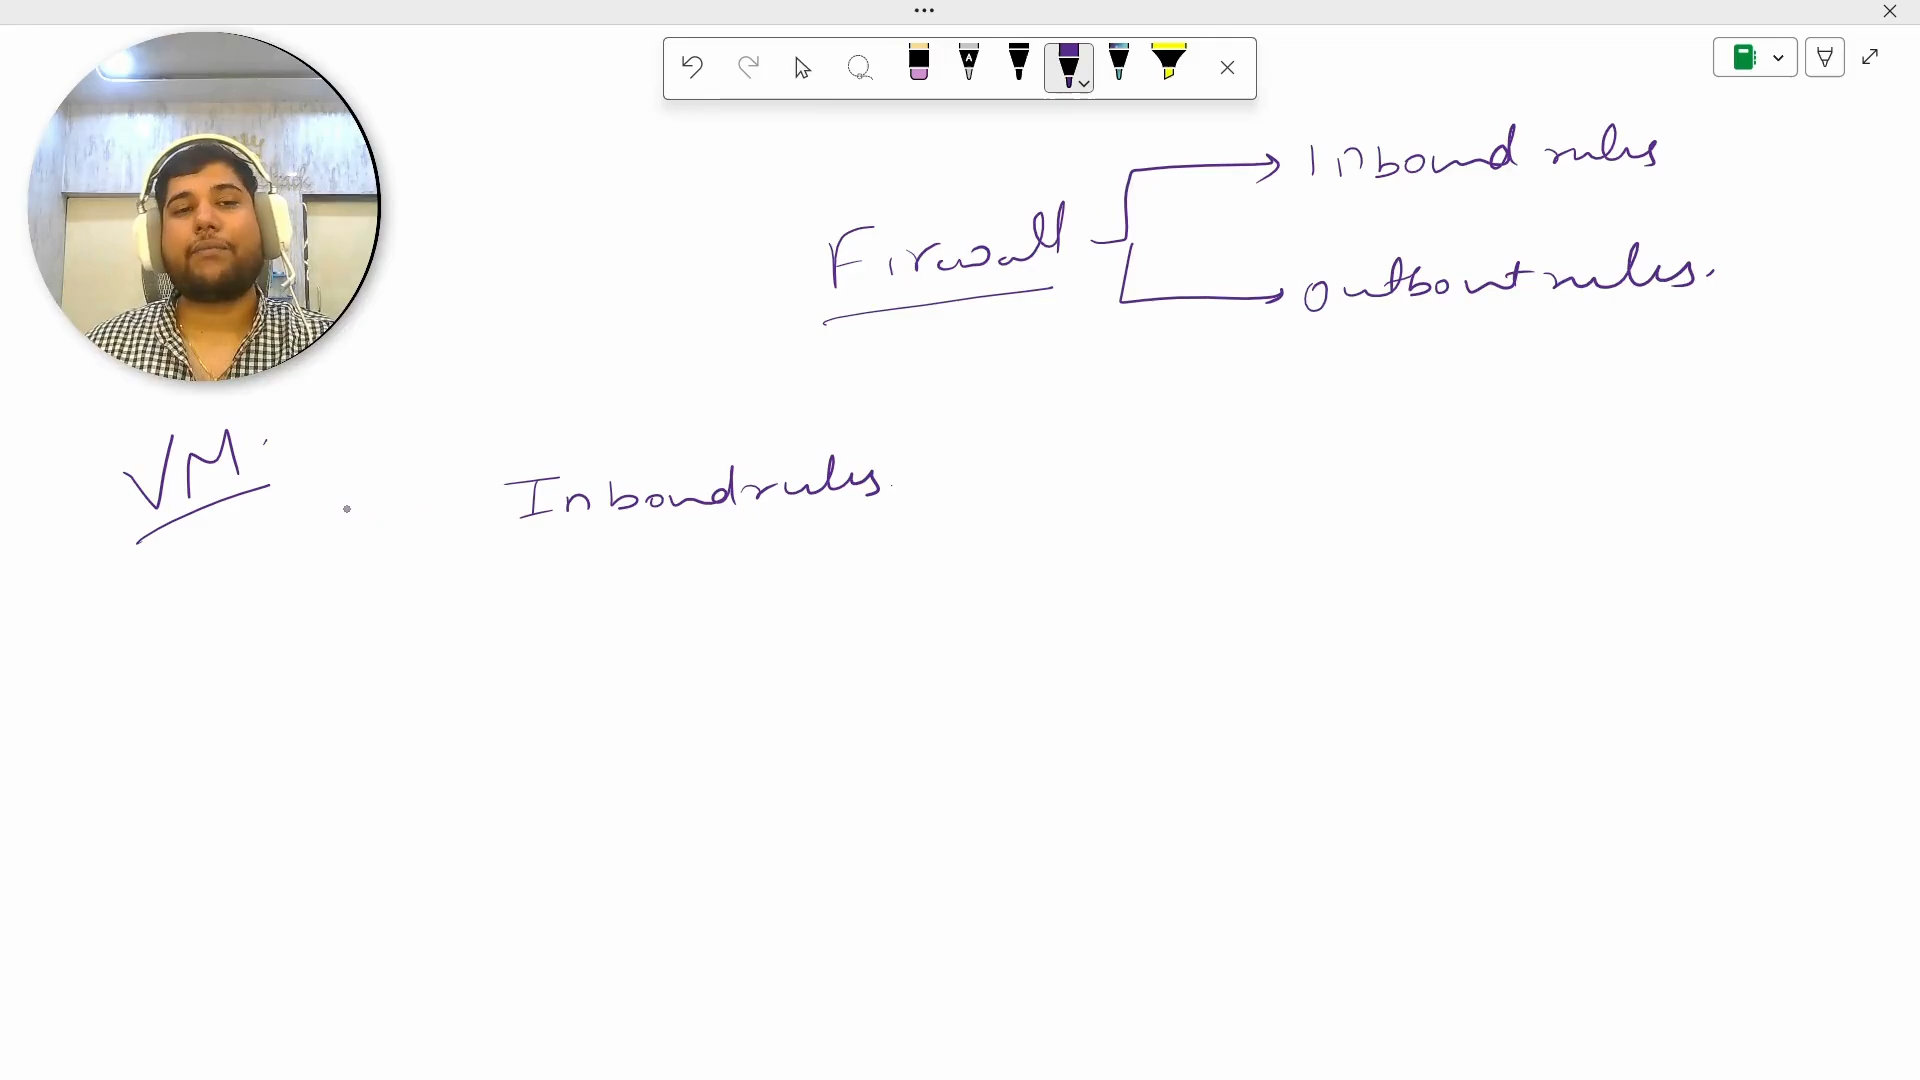 Inbound rules
Firewall
outbount rules.
VM
Inboundrules.